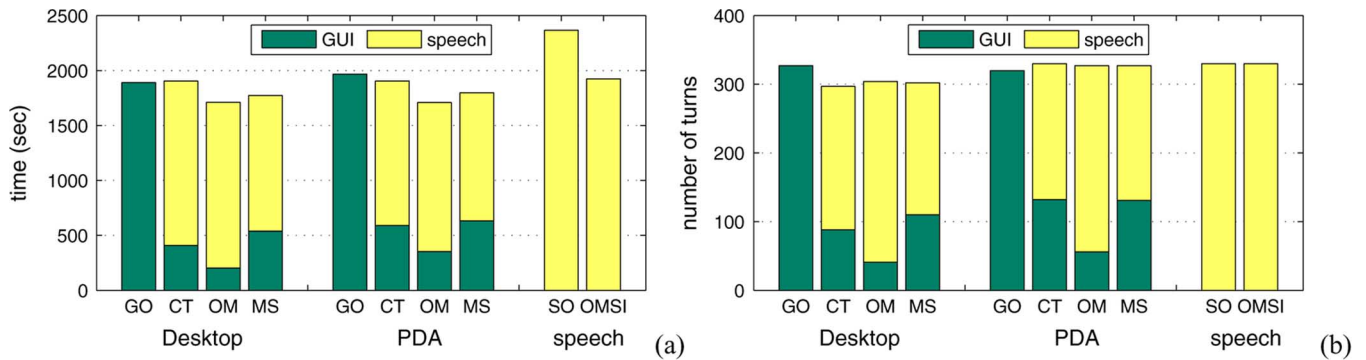 2500
2000
1500
1000
500
0
time (sec)
GUI speech
GO CT OM MS GO CT OM MS SO OMSI
Desktop PDA speech
(a)
400
300
200
100
0
number of turns
GUI speech
GO CT OM MS GO CT OM MS SO OMSI
Desktop PDA speech
(b)